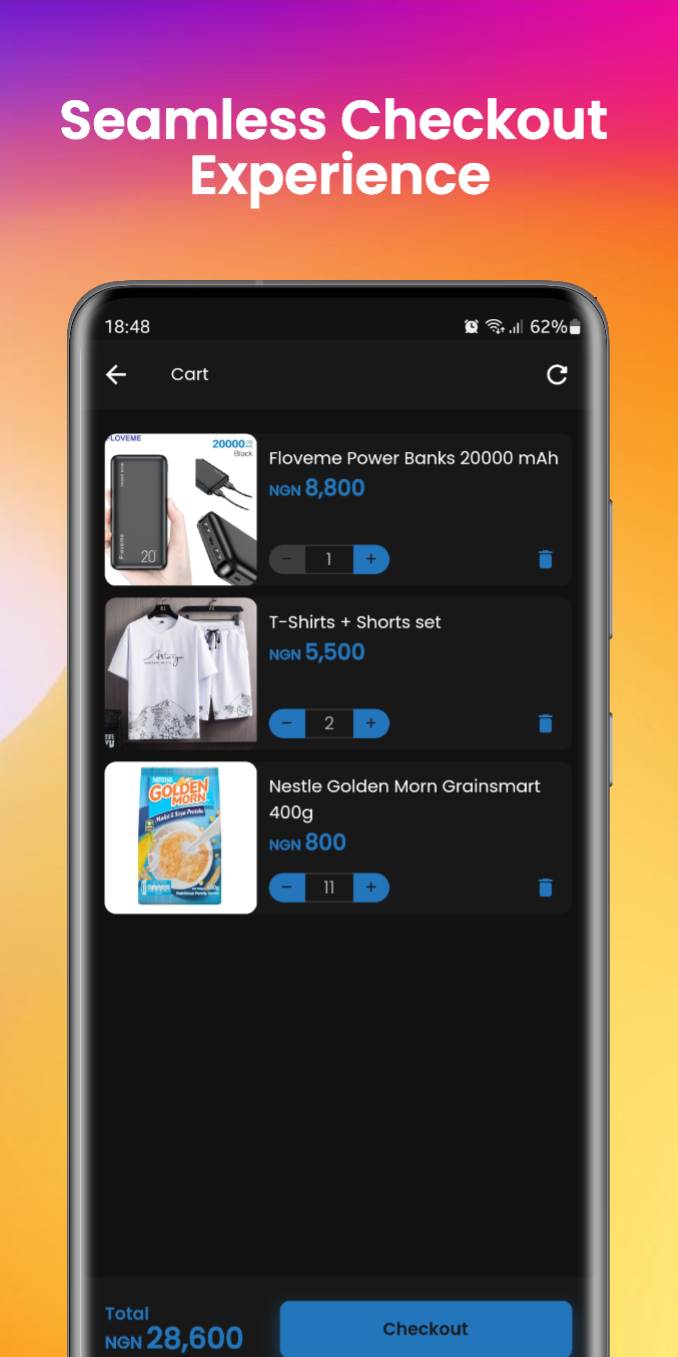 Seamless Checkout
Experience
18:48
62%
Cart
FLOVEME
20000
Black
Floveme
20
Floveme Power Banks 20000 mAh
NGN 8,800
− 1 +
T-Shirts + Shorts set
NGN 5,500
− 2 +
Nestle
GOLDEN
MORN
Nestle Golden Morn Grainsmart
400g
NGN 800
− 11 +
Total
NGN 28,600
Checkout